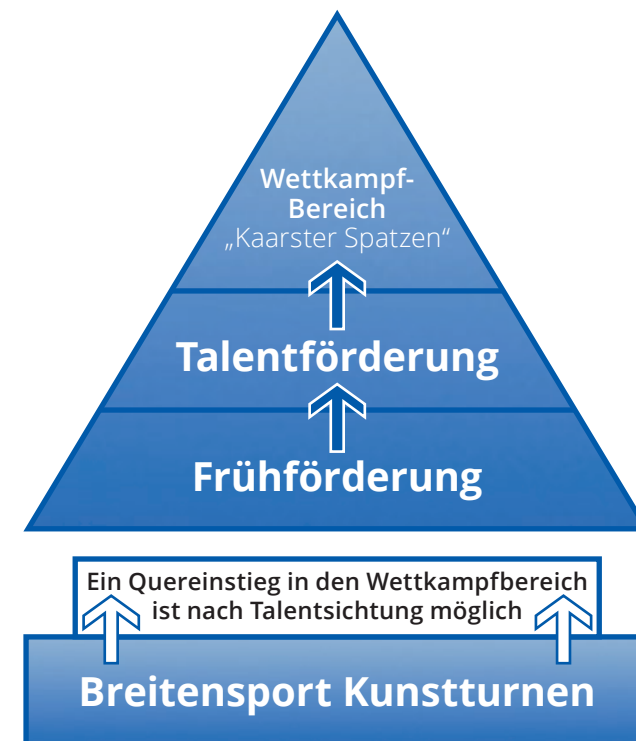 Wettkampf-
Bereich
„Kaarster Spatzen“
Talentförderung
Frühförderung
Ein Quereinstieg in den Wettkampfbereich
ist nach Talentsichtung möglich
Breitensport Kunstturnen